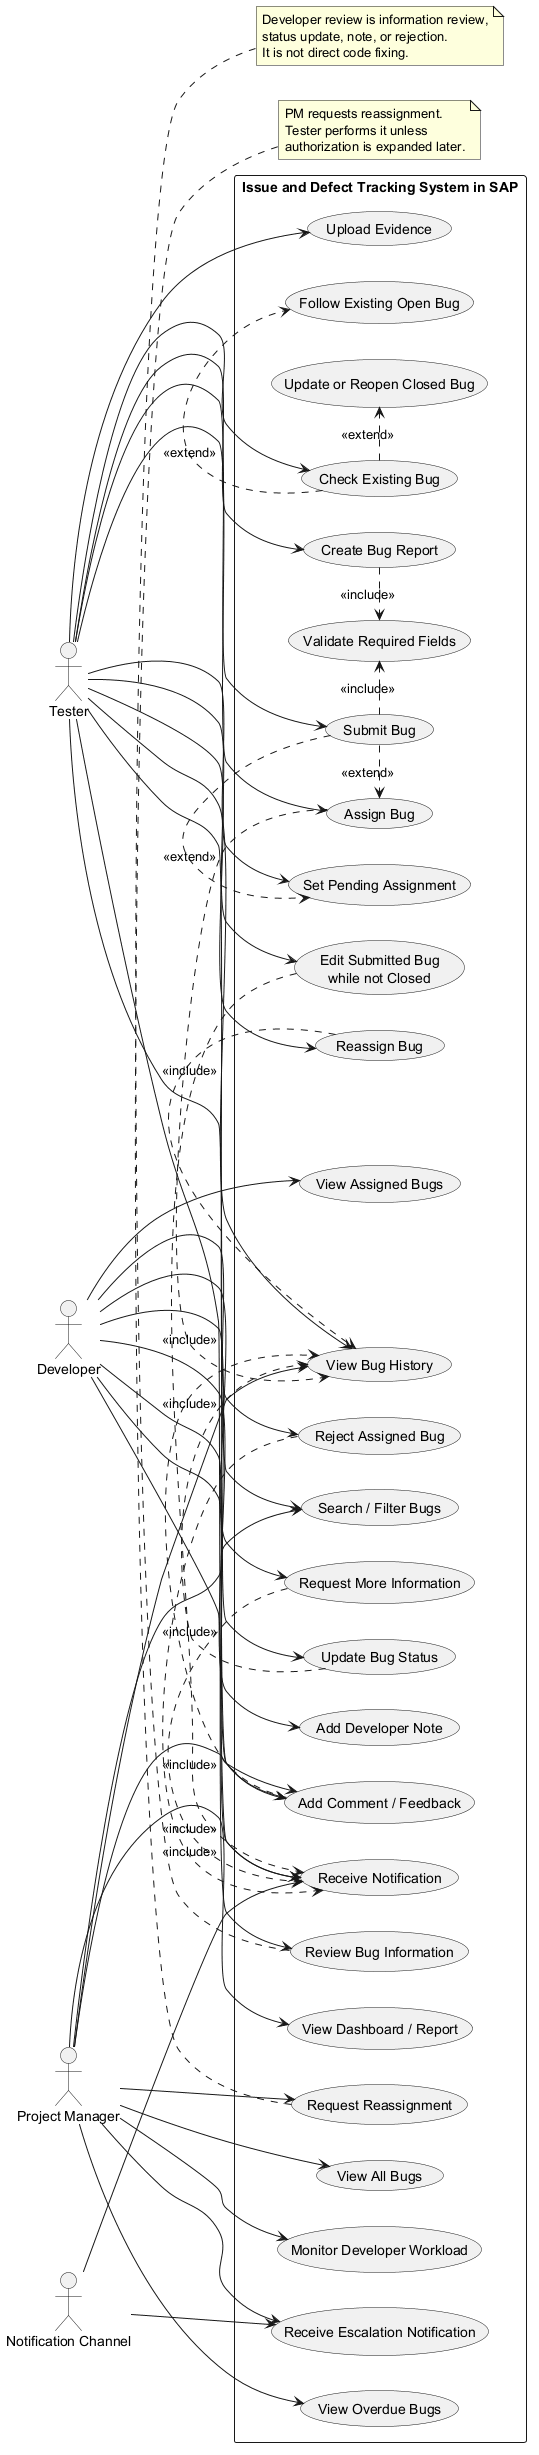 Developer review is information review,
status update, note, or rejection.
It is not direct code fixing.
PM requests reassignment.
Tester performs it unless
authorization is expanded later.
Issue and Defect Tracking System in SAP
Upload Evidence
Follow Existing Open Bug
Update or Reopen Closed Bug
«extend»
«extend»
Check Existing Bug
Create Bug Report
«include»
Validate Required Fields
«include»
Tester
Submit Bug
«extend»
Assign Bug
«extend»
Set Pending Assignment
Edit Submitted Bug
while not Closed
Reassign Bug
«include»
View Assigned Bugs
«include»
Developer
View Bug History
«include»
Reject Assigned Bug
Search / Filter Bugs
Request More Information
«include»
Update Bug Status
Add Developer Note
«include»
Add Comment / Feedback
«include»
«include»
Receive Notification
Review Bug Information
View Dashboard / Report
Request Reassignment
Project Manager
View All Bugs
Monitor Developer Workload
Receive Escalation Notification
Notification Channel
View Overdue Bugs